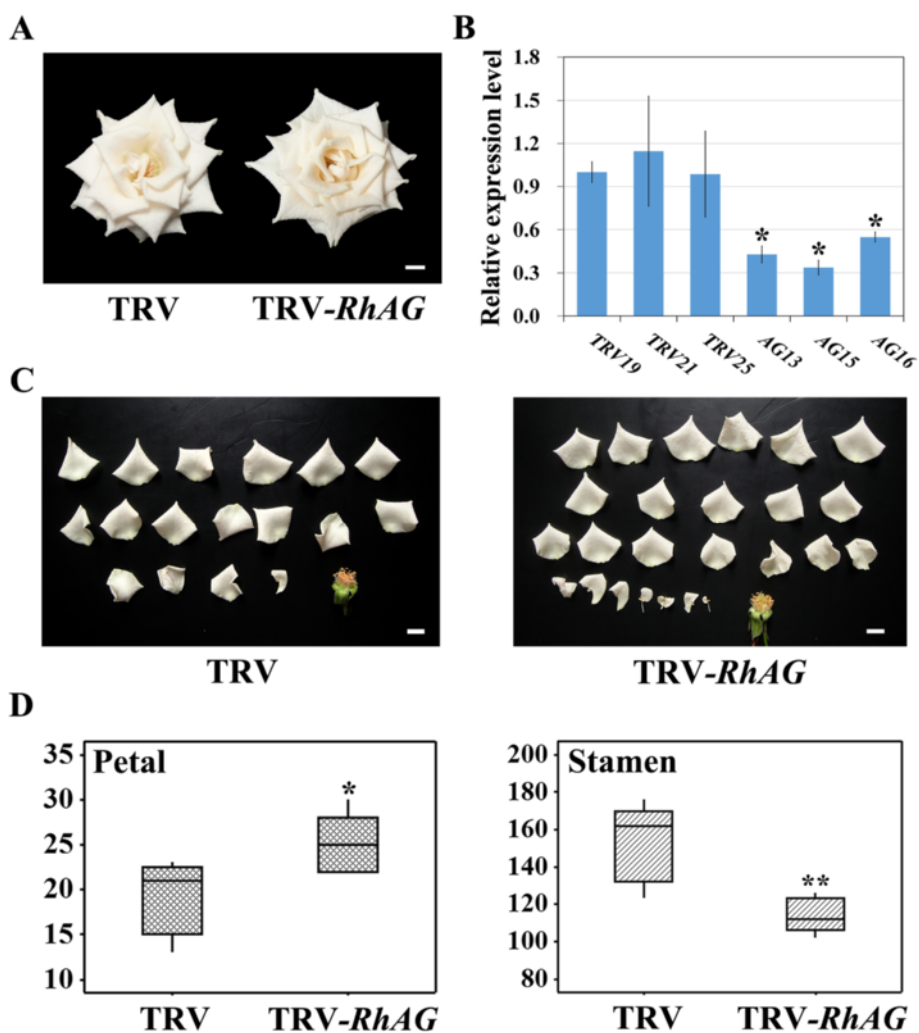 A
TRV TRV-RhAG
B
Relative expression level
1.8
1.5
1.2
0.9
0.6
0.3
0.0
* * *
TRV19 TRV21 TRV25 AG13 AG15 AG16
C
TRV TRV-RhAG
D
Petal
35
30
25
20
15
10
*
TRV TRV-RhAG
Stamen
200
180
160
140
120
100
80
**
TRV TRV-RhAG